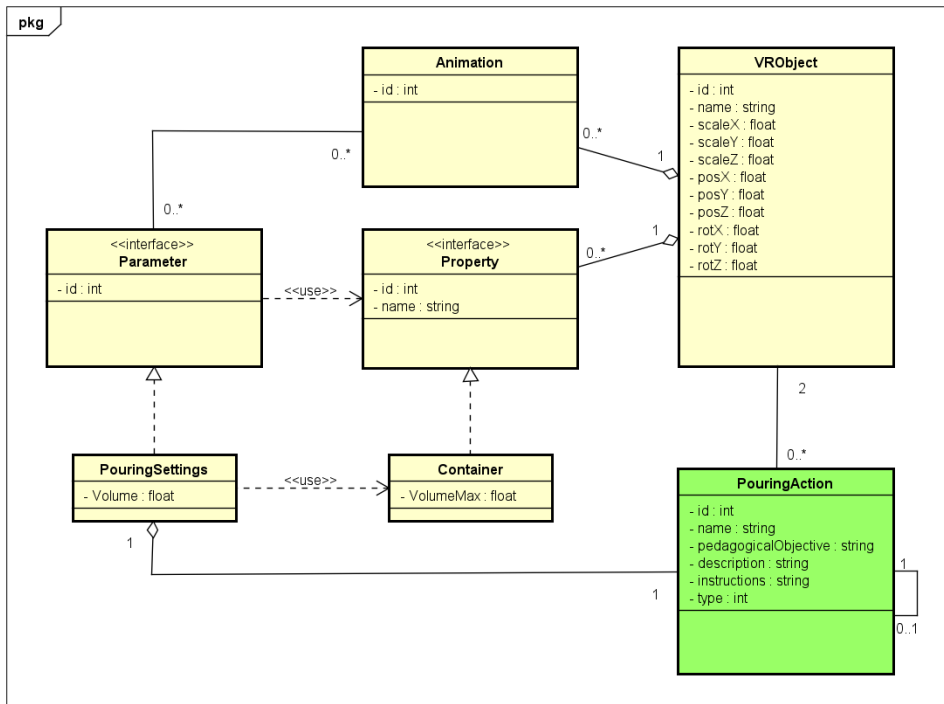 pkg
Animation
- id : int
VRObject
- id : int
- name : string
- scaleX : float
- scaleY : float
- scaleZ : float
- posX : float
- posY : float
- posZ : float
- rotX : float
- rotY : float
- rotZ : float
0..*
0..*
1
0..*
<<interface>>
Parameter
- id : int
<<use>>
<<interface>>
Property
- id : int
- name : string
0..*
1
PouringSettings
- Volume : float
<<use>>
Container
- VolumeMax : float
2
0..*
PouringAction
- id : int
- name : string
- pedagogicalObjective : string
- description : string
- instructions : string
- type : int
1
1
1
0..1